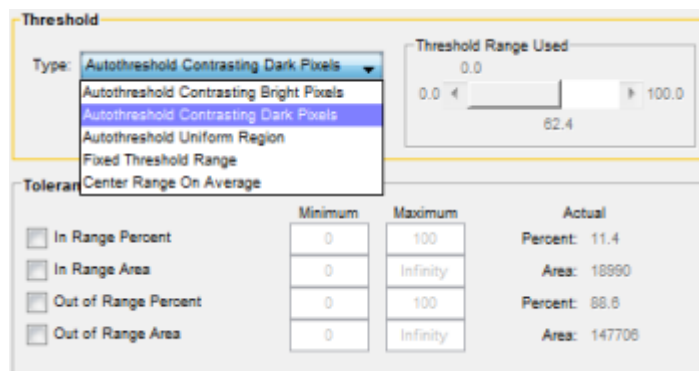 Threshold
Type: Autothreshold Contrasting Dark Pixels
Autothreshold Contrasting Bright Pixels
Autothreshold Contrasting Dark Pixels
Autothreshold Uniform Region
Fixed Threshold Range
Center Range On Average
Threshold Range Used
0.0
0.0 100.0
62.4
Toleran
Minimum Maximum Actual
In Range Percent 0 100 Percent: 11.4
In Range Area 0 Infinity Area: 18990
Out of Range Percent 0 100 Percent: 88.6
Out of Range Area 0 Infinity Area: 147706